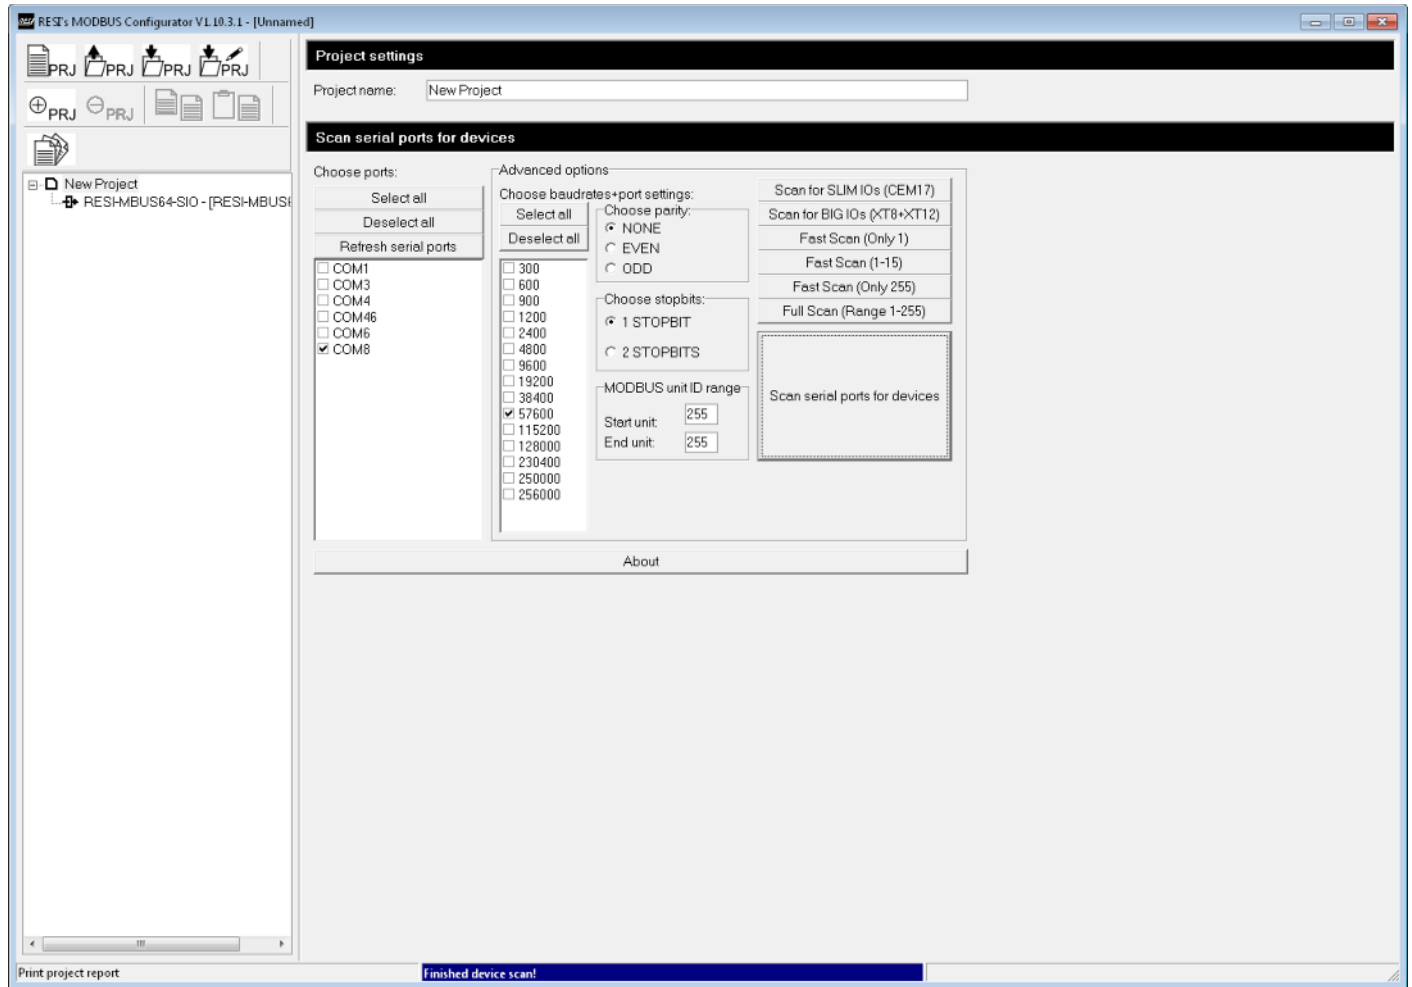 RESI's MODBUS Configurator V1.10.3.1 - [Unnamed]
PRJ PRJ PRJ PRJ
PRJ PRJ
New Project
RESI-MBUS64-SIO - [RESI-MBUS6
Project settings
Project name: New Project
Scan serial ports for devices
Choose ports:
Select all
Deselect all
Refresh serial ports
COM1
COM3
COM4
COM46
COM6
COM8
Advanced options
Choose baudrates+port settings:
Select all
Deselect all
300
600
900
1200
2400
4800
9600
19200
38400
57600
115200
128000
230400
250000
256000
Choose parity:
NONE
EVEN
ODD
Choose stopbits:
1 STOPBIT
2 STOPBITS
MODBUS unit ID range
Start unit: 255
End unit: 255
Scan for SLIM IOs (CEM17)
Scan for BIG IOs (XT8+XT12)
Fast Scan (Only 1)
Fast Scan (1-15)
Fast Scan (Only 255)
Full Scan (Range 1-255)
Scan serial ports for devices
About
Print project report
Finished device scan!